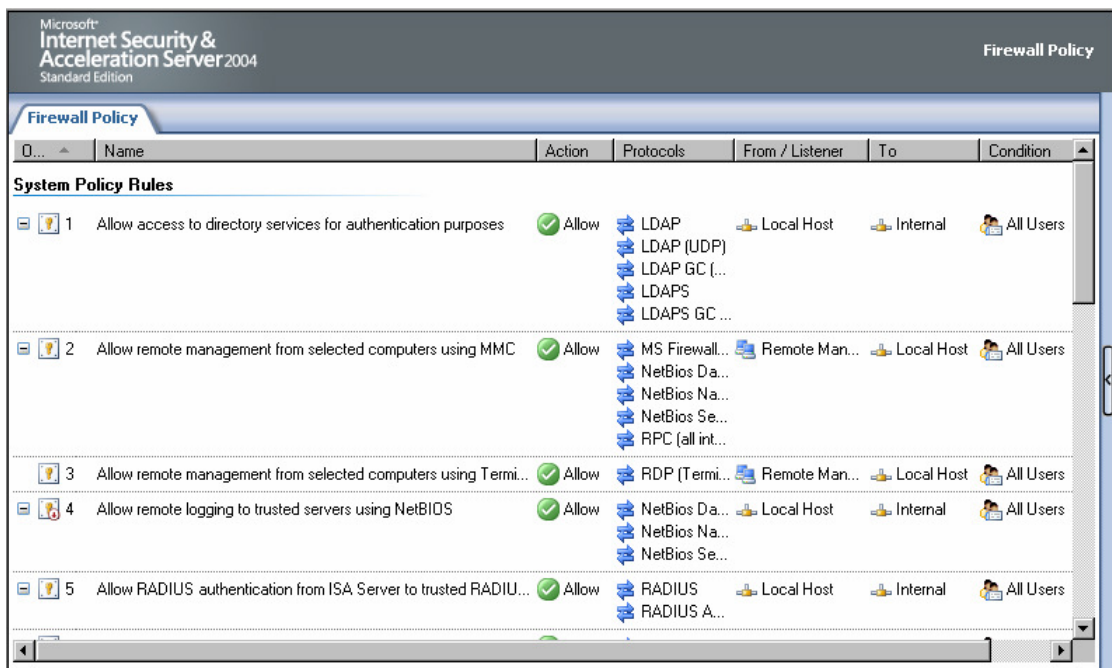 Microsoft®
Internet Security &
Acceleration Server 2004
Standard Edition
Firewall Policy
Firewall Policy
O... Name Action Protocols From / Listener To Condition
System Policy Rules
1 Allow access to directory services for authentication purposes Allow LDAP Local Host Internal All Users
LDAP (UDP)
LDAP GC (...
LDAPS
LDAPS GC ...
2 Allow remote management from selected computers using MMC Allow MS Firewall... Remote Man... Local Host All Users
NetBios Da...
NetBios Na...
NetBios Se...
RPC (all int...
3 Allow remote management from selected computers using Termi... Allow RDP (Termi... Remote Man... Local Host All Users
4 Allow remote logging to trusted servers using NetBIOS Allow NetBios Da... Local Host Internal All Users
NetBios Na...
NetBios Se...
5 Allow RADIUS authentication from ISA Server to trusted RADIU... Allow RADIUS Local Host Internal All Users
RADIUS A...